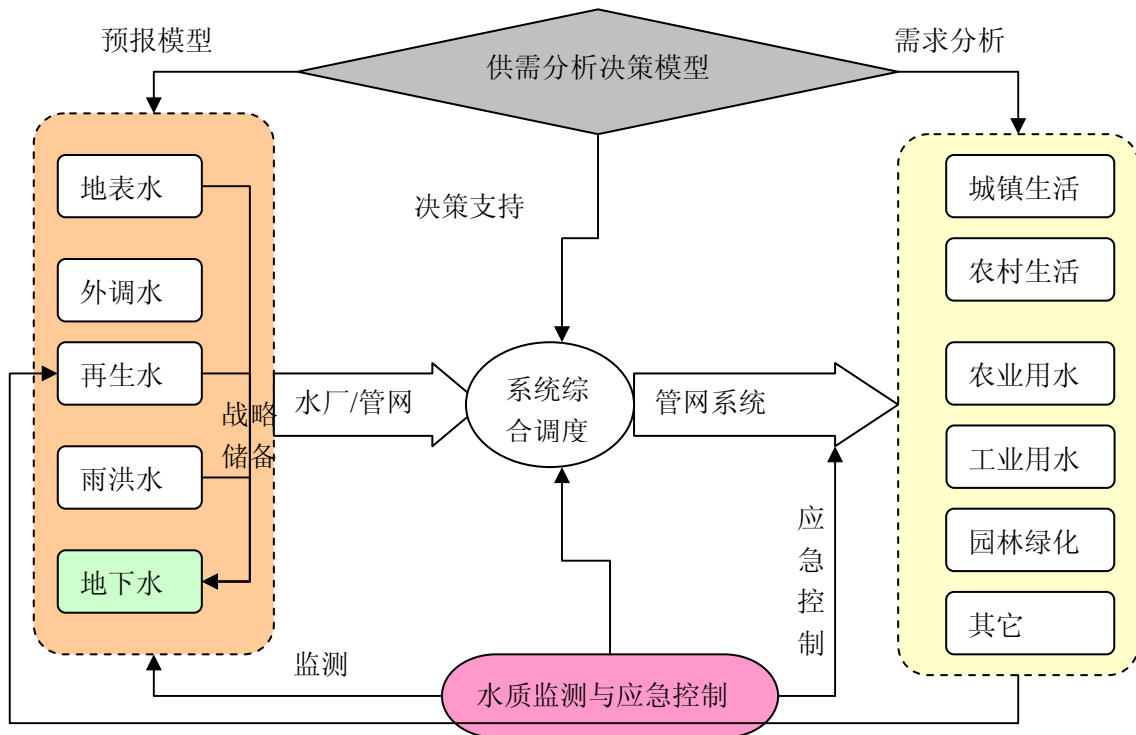 预报模型
供需分析决策模型
需求分析
地表水
外调水
再生水
雨洪水
地下水
战略
储备
水厂/管网
决策支持
系统综
合调度
管网系统
城镇生活
农村生活
农业用水
工业用水
园林绿化
其它
应
急
控
制
监测
水质监测与应急控制